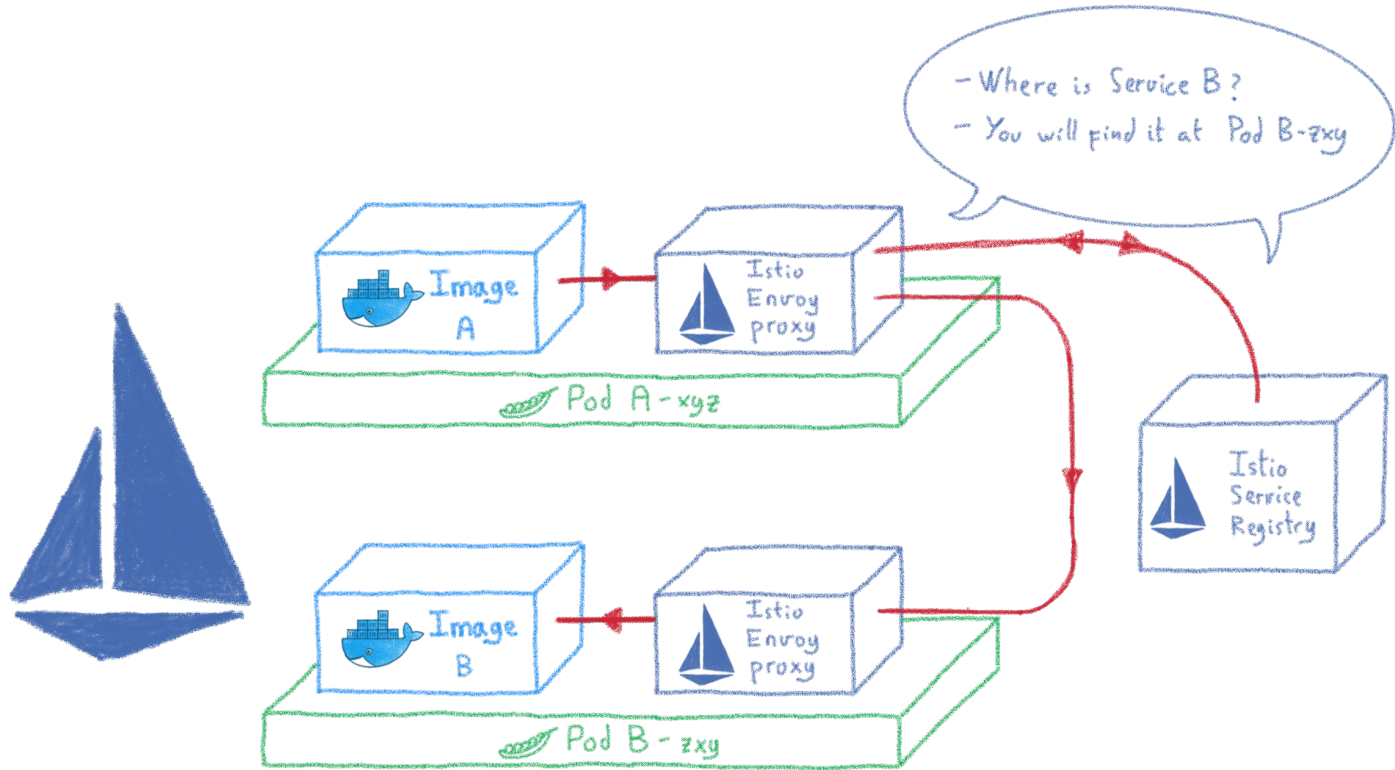 - Where is Service B?
- You will find it at Pod B-zxy
Image
A
Istio
Envoy
proxy
Pod A-xyz
Istio
Service
Registry
Image
B
Istio
Envoy
proxy
Pod B-zxy